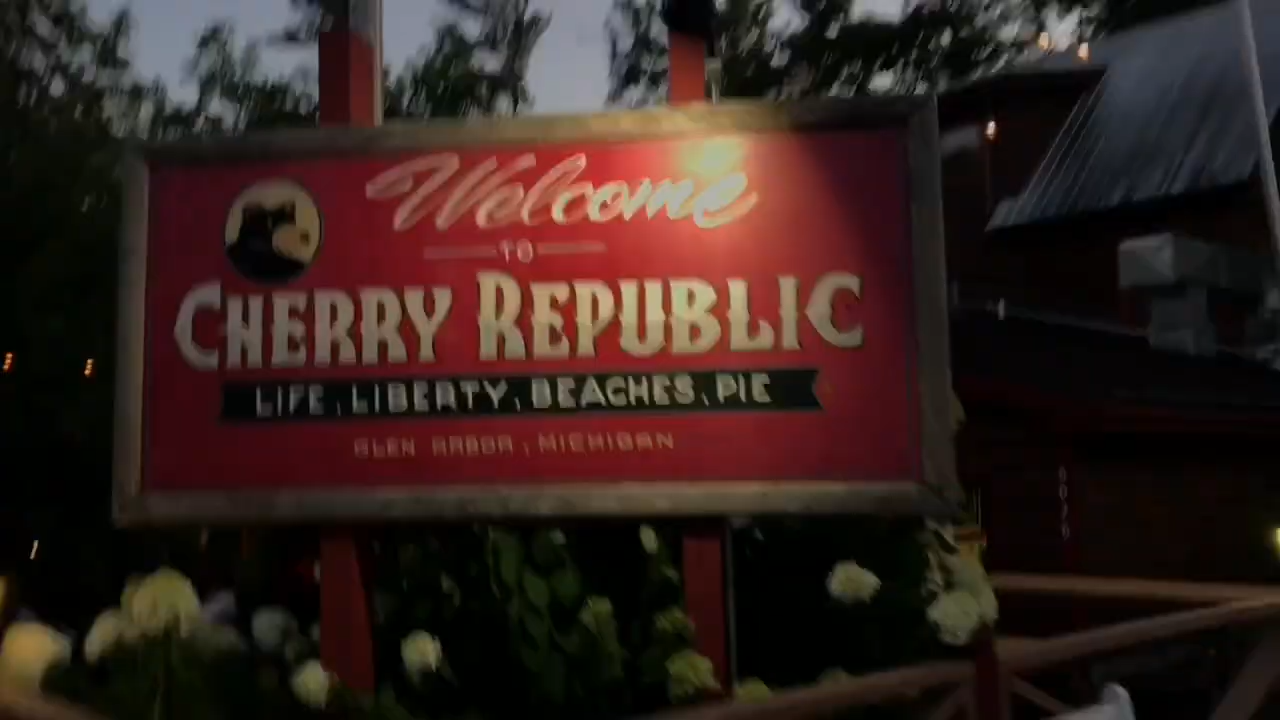 Welcome
TO
CHERRY REPUBLIC
LIFE, LIBERTY, BEACHES, PIE
GLEN ARBOR, MICHIGAN